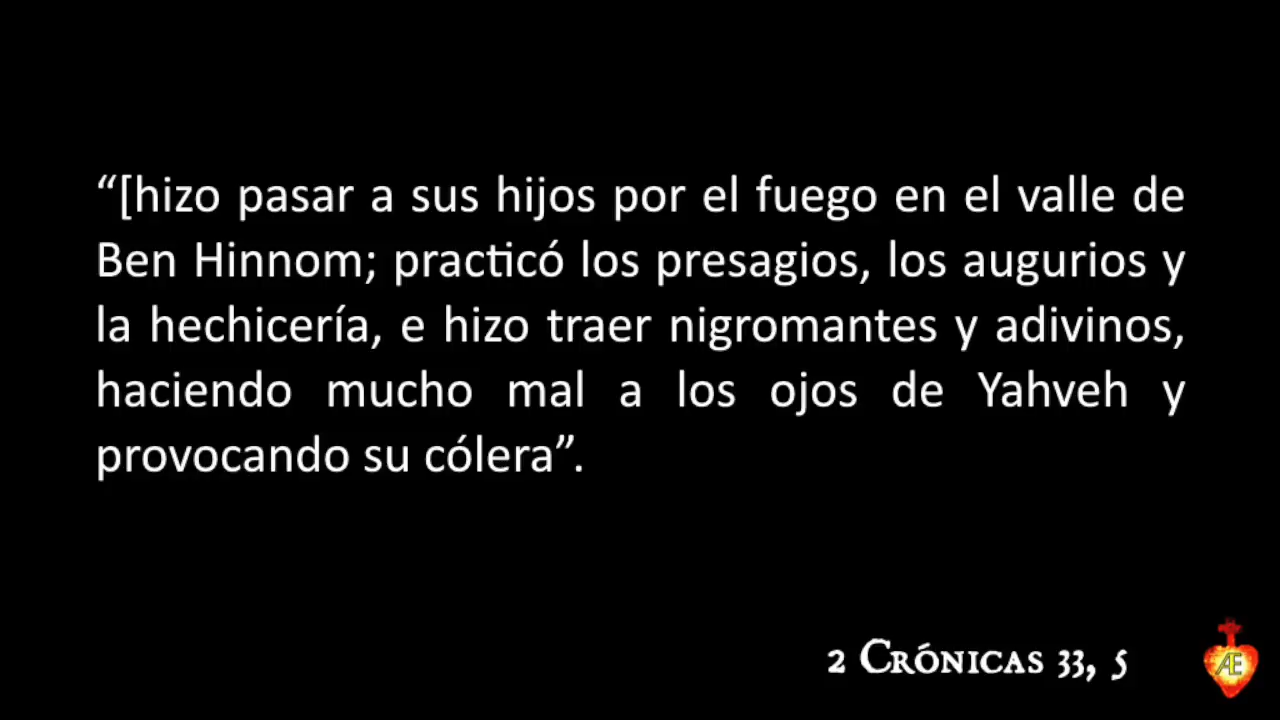 “[hizo pasar a sus hijos por el fuego en el valle de
Ben Hinnom; practicó los presagios, los augurios y
la hechicería, e hizo traer nigromantes y adivinos,
haciendo mucho mal a los ojos de Yahveh y
provocando su cólera”.
2 Crónicas 33, 5
Æ